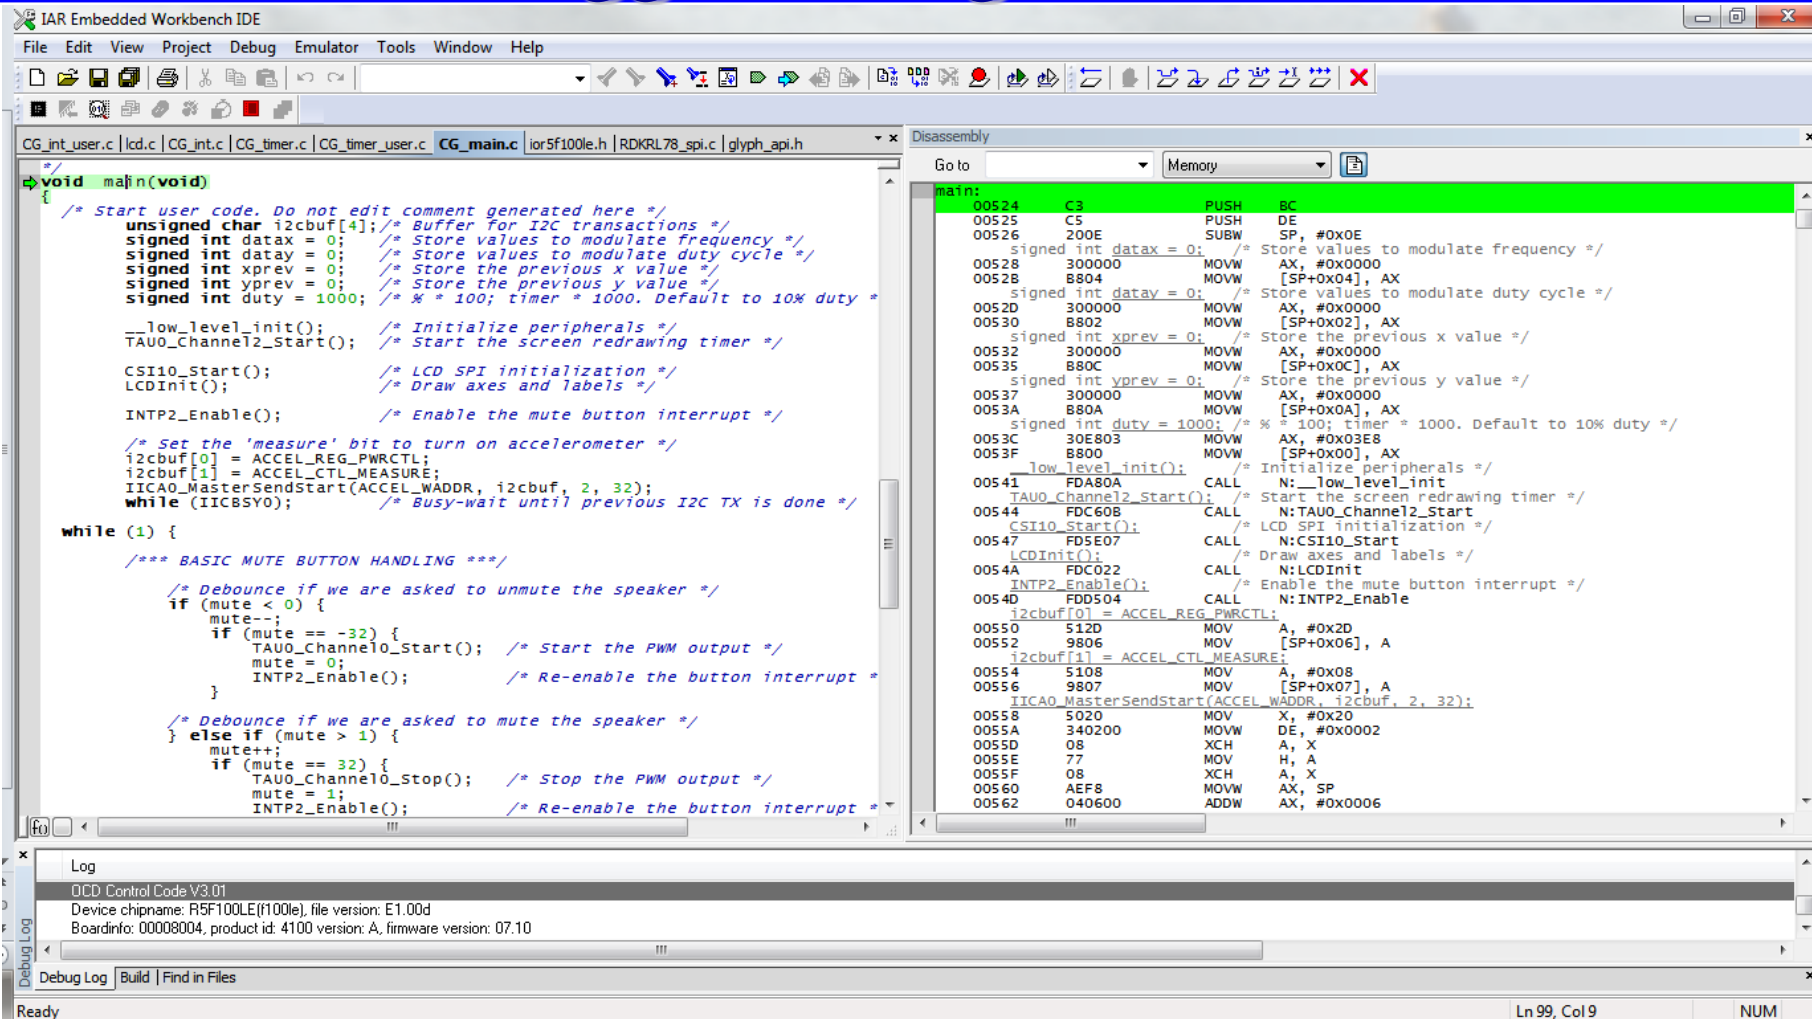 IAR Embedded Workbench IDE
File Edit View Project Debug Emulator Tools Window Help
CG_int_user.c | lcd.c | CG_int.c | CG_timer.c | CG_timer_user.c CG_main.c ior5f100le.h | RDKRL78_spi.c | glyph_api.h
*/
void main(void)
{
/* Start user code. Do not edit comment generated here */
unsigned char i2cbuf[4];/* Buffer for I2C transactions */
signed int datax = 0; /* Store values to modulate frequency */
signed int datay = 0; /* Store values to modulate duty cycle */
signed int xprev = 0; /* Store the previous x value */
signed int yprev = 0; /* Store the previous y value */
signed int duty = 1000; /* % * 100; timer * 1000. Default to 10% duty *
__low_level_init(); /* Initialize peripherals */
TAU0_Channel2_Start(); /* Start the screen redrawing timer */
CSI10_Start(); /* LCD SPI initialization */
LCDInit(); /* Draw axes and labels */
INTP2_Enable(); /* Enable the mute button interrupt */
/* Set the 'measure' bit to turn on accelerometer */
i2cbuf[0] = ACCEL_REG_PWRCTL;
i2cbuf[1] = ACCEL_CTL_MEASURE;
IICA0_MasterSendStart(ACCEL_WADDR, i2cbuf, 2, 32);
while (IICBSY0); /* Busy-wait until previous I2C TX is done */
while (1) {
/*** BASIC MUTE BUTTON HANDLING ***/
/* Debounce if we are asked to unmute the speaker */
if (mute < 0) {
mute--;
if (mute == -32) {
TAU0_Channel0_Start(); /* Start the PWM output */
mute = 0;
INTP2_Enable(); /* Re-enable the button interrupt *
}
/* Debounce if we are asked to mute the speaker */
} else if (mute > 1) {
mute++;
if (mute == 32) {
TAU0_Channel0_Stop(); /* Stop the PWM output */
mute = 1;
INTP2_Enable(); /* Re-enable the button interrupt *
Disassembly
Go to Memory
main:
00524 C3 PUSH BC
00525 C5 PUSH DE
00526 200E SUBW SP, #0x0E
signed int datax = 0; /* Store values to modulate frequency */
00528 300000 MOVW AX, #0x0000
0052B B804 MOVW [SP+0x04], AX
signed int datay = 0; /* Store values to modulate duty cycle */
0052D 300000 MOVW AX, #0x0000
00530 B802 MOVW [SP+0x02], AX
signed int xprev = 0; /* Store the previous x value */
00532 300000 MOVW AX, #0x0000
00535 B80C MOVW [SP+0x0C], AX
signed int yprev = 0; /* Store the previous y value */
00537 300000 MOVW AX, #0x0000
0053A B80A MOVW [SP+0x0A], AX
signed int duty = 1000; /* % * 100; timer * 1000. Default to 10% duty */
0053C 30E803 MOVW AX, #0x03E8
0053F B800 MOVW [SP+0x00], AX
__low_level_init(); /* Initialize peripherals */
00541 FDA80A CALL N:__low_level_init
TAU0_Channel2_Start(); /* Start the screen redrawing timer */
00544 FDC60B CALL N:TAU0_Channel2_Start
CSI10_Start(); /* LCD SPI initialization */
00547 FD5E07 CALL N:CSI10_Start
LCDInit(); /* Draw axes and labels */
0054A FDC022 CALL N:LCDInit
INTP2_Enable(); /* Enable the mute button interrupt */
0054D FDD504 CALL N:INTP2_Enable
i2cbuf[0] = ACCEL_REG_PWRCTL;
00550 512D MOV A, #0x2D
00552 9806 MOV [SP+0x06], A
i2cbuf[1] = ACCEL_CTL_MEASURE;
00554 5108 MOV A, #0x08
00556 9807 MOV [SP+0x07], A
IICA0_MasterSendStart(ACCEL_WADDR, i2cbuf, 2, 32);
00558 5020 MOV X, #0x20
0055A 340200 MOVW DE, #0x0002
0055D 08 XCH A, X
0055E 77 MOV H, A
0055F 08 XCH A, X
00560 AEF8 MOVW AX, SP
00562 040600 ADDW AX, #0x0006
Log
OCD Control Code V3.01
Device chipname: R5F100LE(f100le), file version: E1.00d
Boardinfo: 00008004, product id: 4100 version: A, firmware version: 07.10
Debug Log
Debug Log | Build | Find in Files
Ready Ln 99, Col 9 NUM